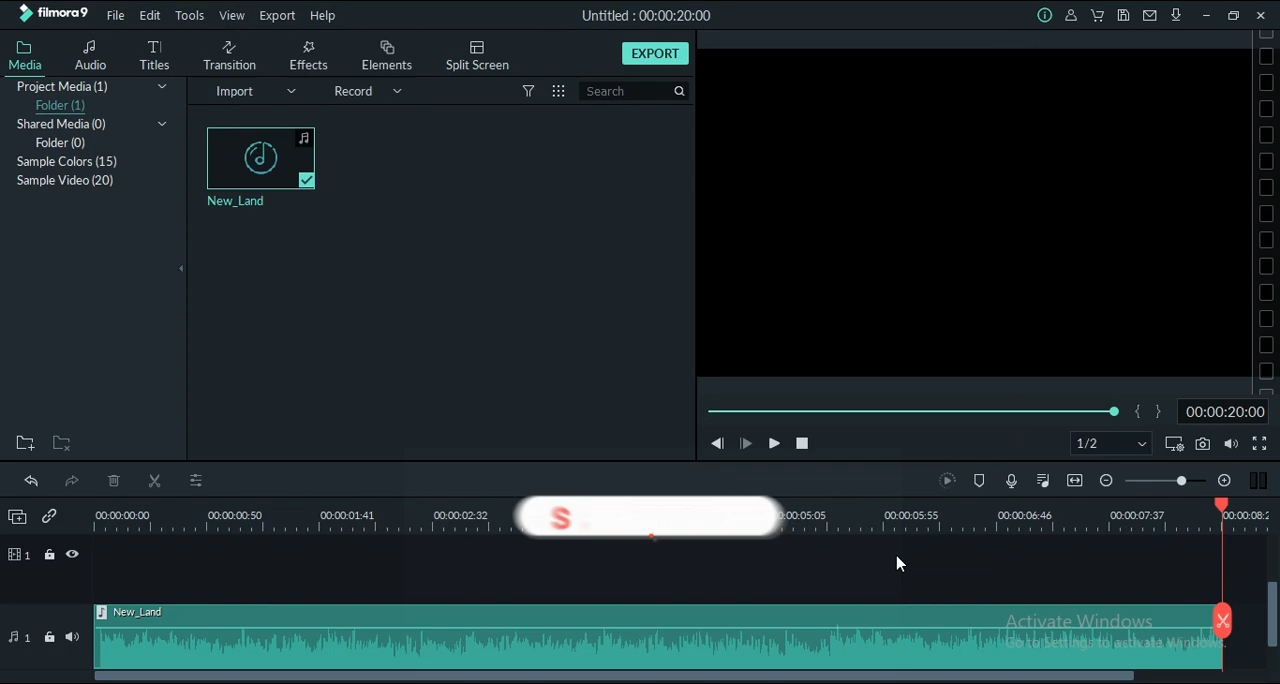 filmora9 File Edit Tools View Export Help Untitled : 00:00:20:00
Media Audio Titles Transition Effects Elements Split Screen EXPORT
Project Media (1)
Folder (1)
Shared Media (0)
Folder (0)
Sample Colors (15)
Sample Video (20)
Import Record Search
New_Land
{ } 00:00:20:00
1/2
00:00:00:00 00:00:00:50 00:00:01:41 00:00:02:32 S 00:00:05:55 00:00:06:46 00:00:07:37
1
New_Land
1
Activate Windows
Go to Settings to activate Windows.